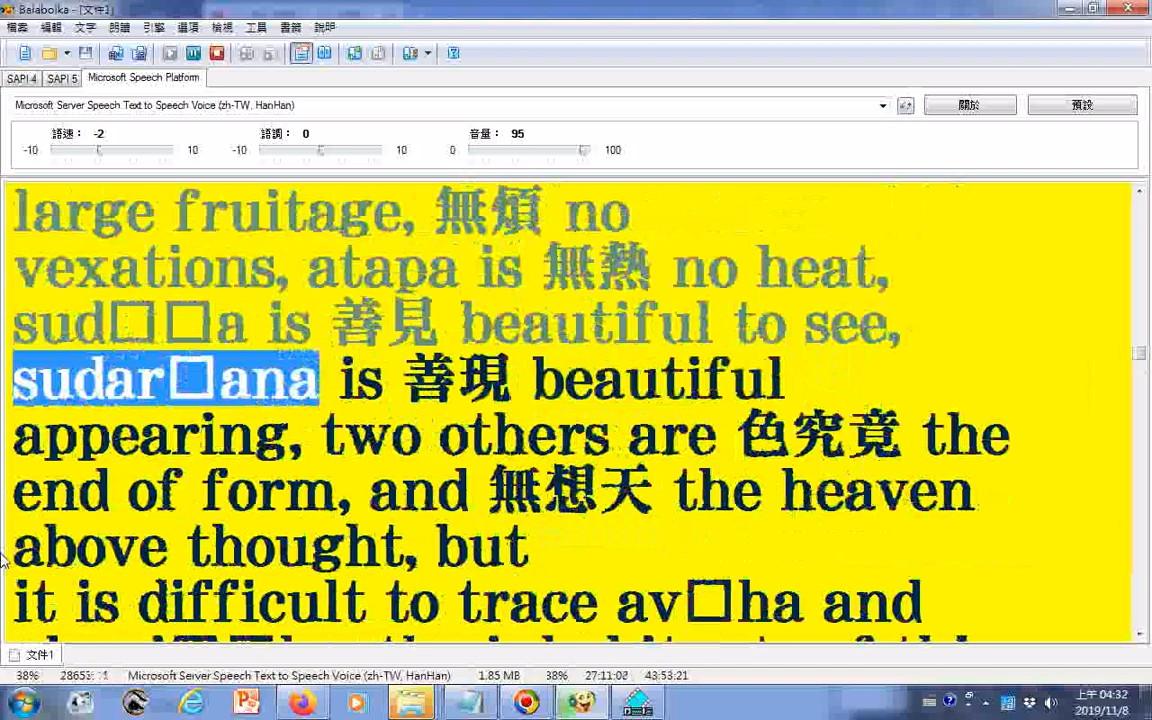 Balabolka - [文件1]
檔案 編輯 文字 朗讀 引擎 選項 檢視 工具 書籤 說明
SAPI 4 SAPI 5 Microsoft Speech Platform
Microsoft Server Speech Text to Speech Voice (zh-TW, HanHan) 關於 預設
語速： -2 語調： 0 音量： 95
-10 10 -10 10 0 100
large fruitage, 無煩 no
vexations, atapa is 無熱 no heat,
sud□□a is 善見 beautiful to see,
sudar□ana is 善現 beautiful
appearing, two others are 色究竟 the
end of form, and 無想天 the heaven
above thought, but
it is difficult to trace av□ha and
文件1
38% Microsoft Server Speech Text to Speech Voice (zh-TW, HanHan) 1.85 MB 38% 27:11:08 43:53:21
上午 04:32
2019/11/8